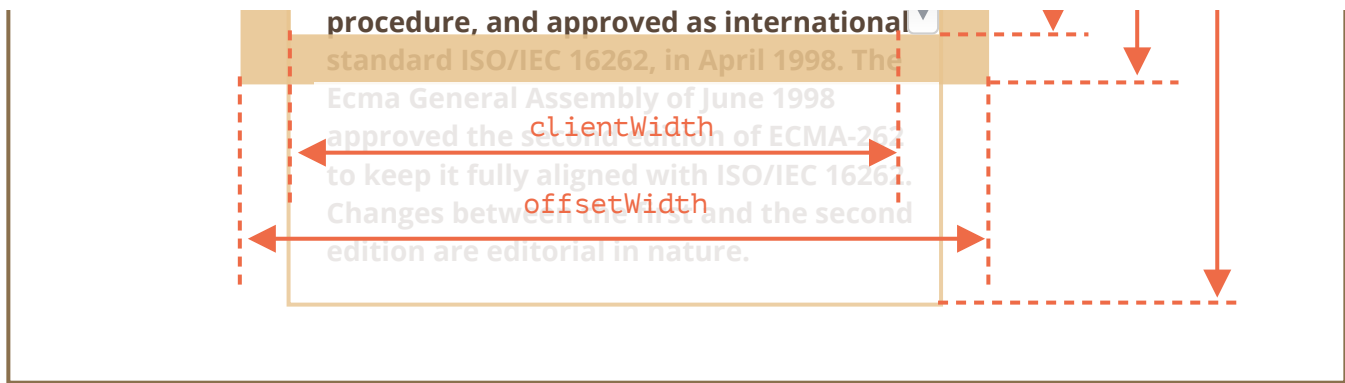 procedure, and approved as international
standard ISO/IEC 16262, in April 1998. The
Ecma General Assembly of June 1998
clientWidth
approved the second edition of ECMA-262
to keep it fully aligned with ISO/IEC 16262.
offsetWidth
Changes between the first and the second
edition are editorial in nature.